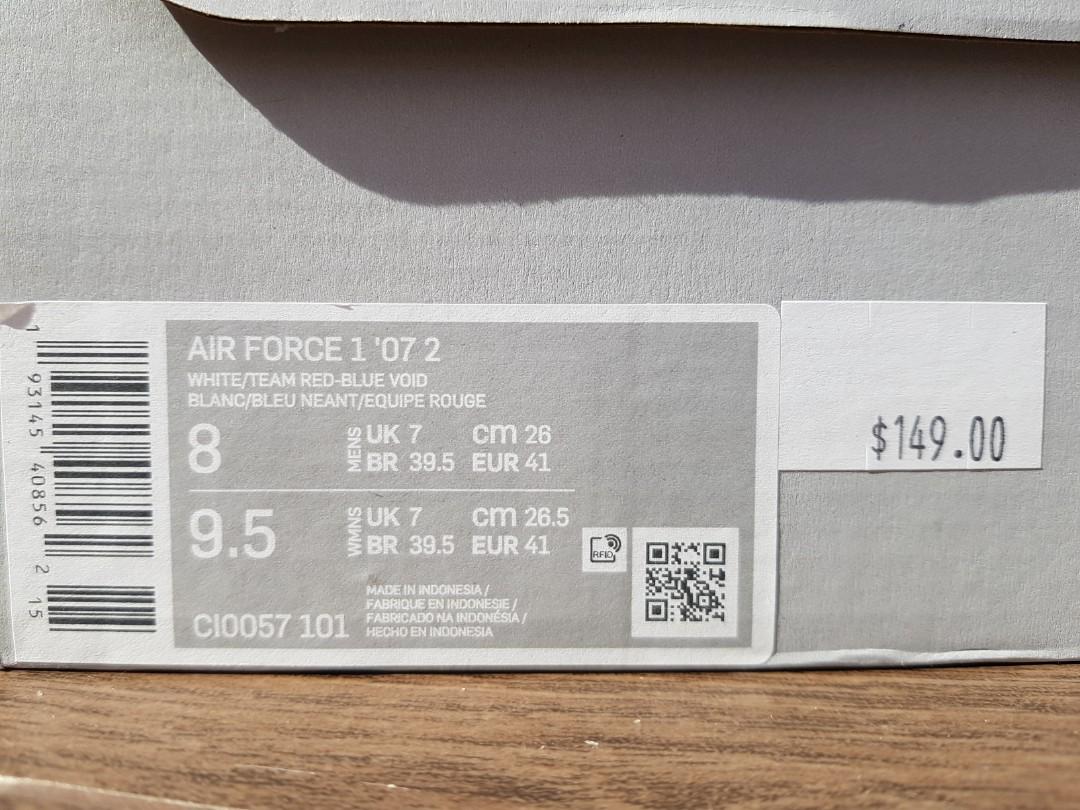 AIR FORCE 1 '07 2
WHITE/TEAM RED-BLUE VOID
BLANC/BLEU NEANT/EQUIPE ROUGE
8 MENS UK 7 cm 26
BR 39.5 EUR 41
9.5 WMNS UK 7 cm 26.5
BR 39.5 EUR 41
MADE IN INDONESIA /
FABRIQUE EN INDONESIE /
FABRICADO NA INDONÉSIA /
HECHO EN INDONESIA
CI0057 101
RFID
1 93145 40856 2 15
$149.00